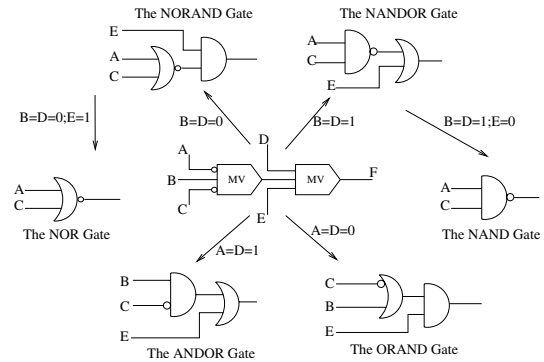 The NORAND Gate
The NANDOR Gate
E
A
C
A
C
E
B=D=0;E=1
B=D=0
D
B=D=1
B=D=1;E=0
A
B
C
MV
MV
F
E
A
C
The NOR Gate
A
C
The NAND Gate
A=D=1
A=D=0
B
C
E
The ANDOR Gate
C
B
E
The ORAND Gate